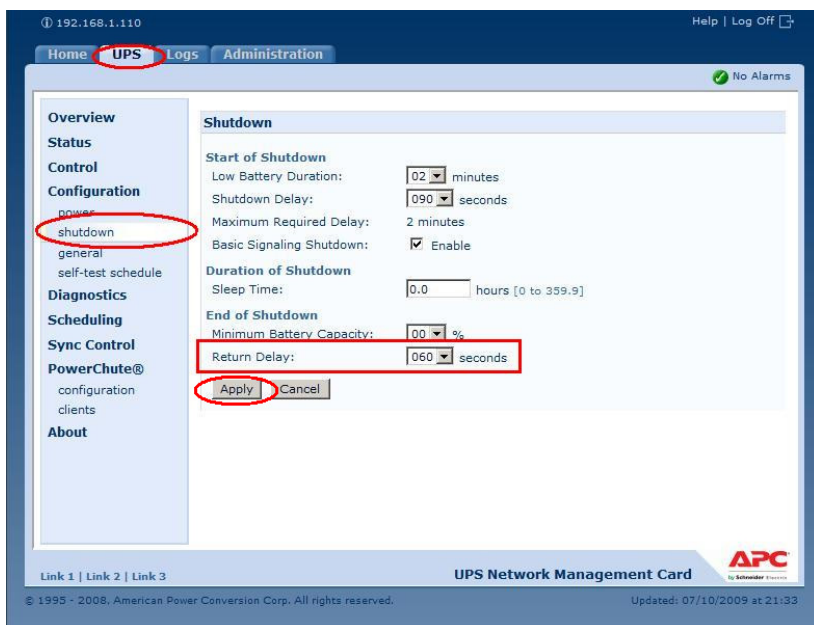 192.168.1.110
Help | Log Off
Home UPS Logs Administration
No Alarms
Overview
Status
Control
Configuration
power
shutdown
general
self-test schedule
Diagnostics
Scheduling
Sync Control
PowerChute®
configuration
clients
About
Shutdown
Start of Shutdown
Low Battery Duration: 02 minutes
Shutdown Delay: 090 seconds
Maximum Required Delay: 2 minutes
Basic Signaling Shutdown: Enable
Duration of Shutdown
Sleep Time: 0.0 hours [0 to 359.9]
End of Shutdown
Minimum Battery Capacity: 00 %
Return Delay: 060 seconds
Apply Cancel
Link 1 | Link 2 | Link 3
UPS Network Management Card
APC
by Schneider Electric
© 1995 - 2008, American Power Conversion Corp. All rights reserved.
Updated: 07/10/2009 at 21:33